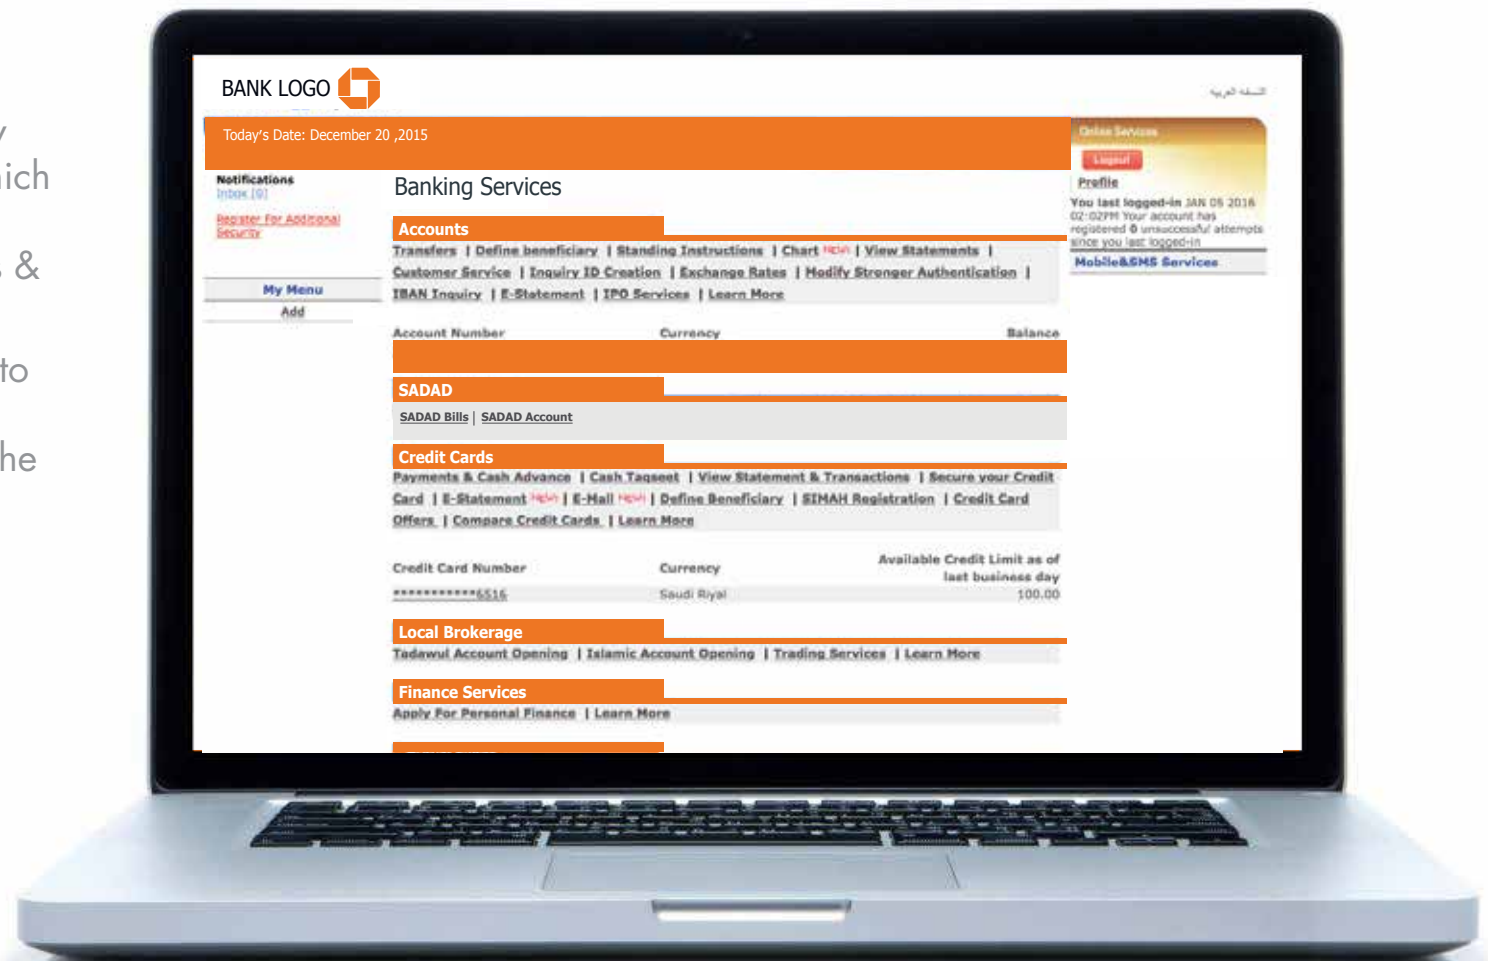 y
nich
&
to
he
BANK LOGO
النسخة العربية
Today's Date: December 20 ,2015
Online Services
Logout
Profile
You last logged-in JAN 05 2016
02:02PM Your account has
registered 0 unsuccessful attempts
since you last logged-in
Mobile&SMS Services
Notifications
Inbox [0]
Register For Additional
Security
My Menu
Add
Banking Services
Accounts
Transfers | Define beneficiary | Standing Instructions | Chart New | View Statements |
Customer Service | Inquiry ID Creation | Exchange Rates | Modify Stronger Authentication |
IBAN Inquiry | E-Statement | IPO Services | Learn More
Account Number Currency Balance
SADAD
SADAD Bills | SADAD Account
Credit Cards
Payments & Cash Advance | Cash Taqseet | View Statement & Transactions | Secure your Credit
Card | E-Statement New | E-Mall New | Define Beneficiary | SIMAH Registration | Credit Card
Offers | Compare Credit Cards | Learn More
Credit Card Number Currency Available Credit Limit as of
last business day
***********6516 Saudi Riyal 100.00
Local Brokerage
Tadawul Account Opening | Islamic Account Opening | Trading Services | Learn More
Finance Services
Apply For Personal Finance | Learn More